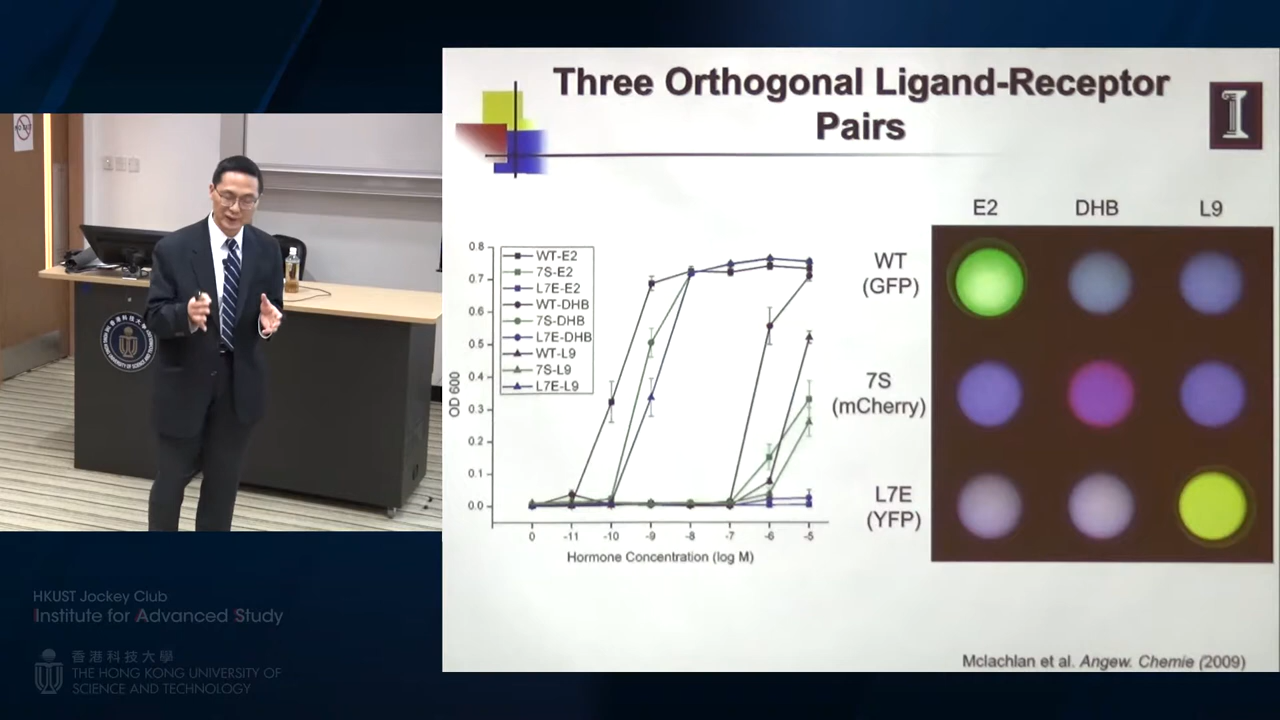 Three Orthogonal Ligand-Receptor
Pairs
I
E2
DHB
L9
WT
(GFP)
7S
(mCherry)
L7E
(YFP)
0.8
0.7
0.6
0.5
0.4
0.3
0.2
0.1
0.0
OD 600
WT-E2
7S-E2
L7E-E2
WT-DHB
7S-DHB
L7E-DHB
WT-L9
7S-L9
L7E-L9
0
-11
-10
-9
-8
-7
-6
-5
Hormone Concentration (log M)
Mclachlan et al. Angew. Chemie (2009)
HKUST Jockey Club
Institute for Advanced Study
香港科技大學
THE HONG KONG UNIVERSITY OF
SCIENCE AND TECHNOLOGY